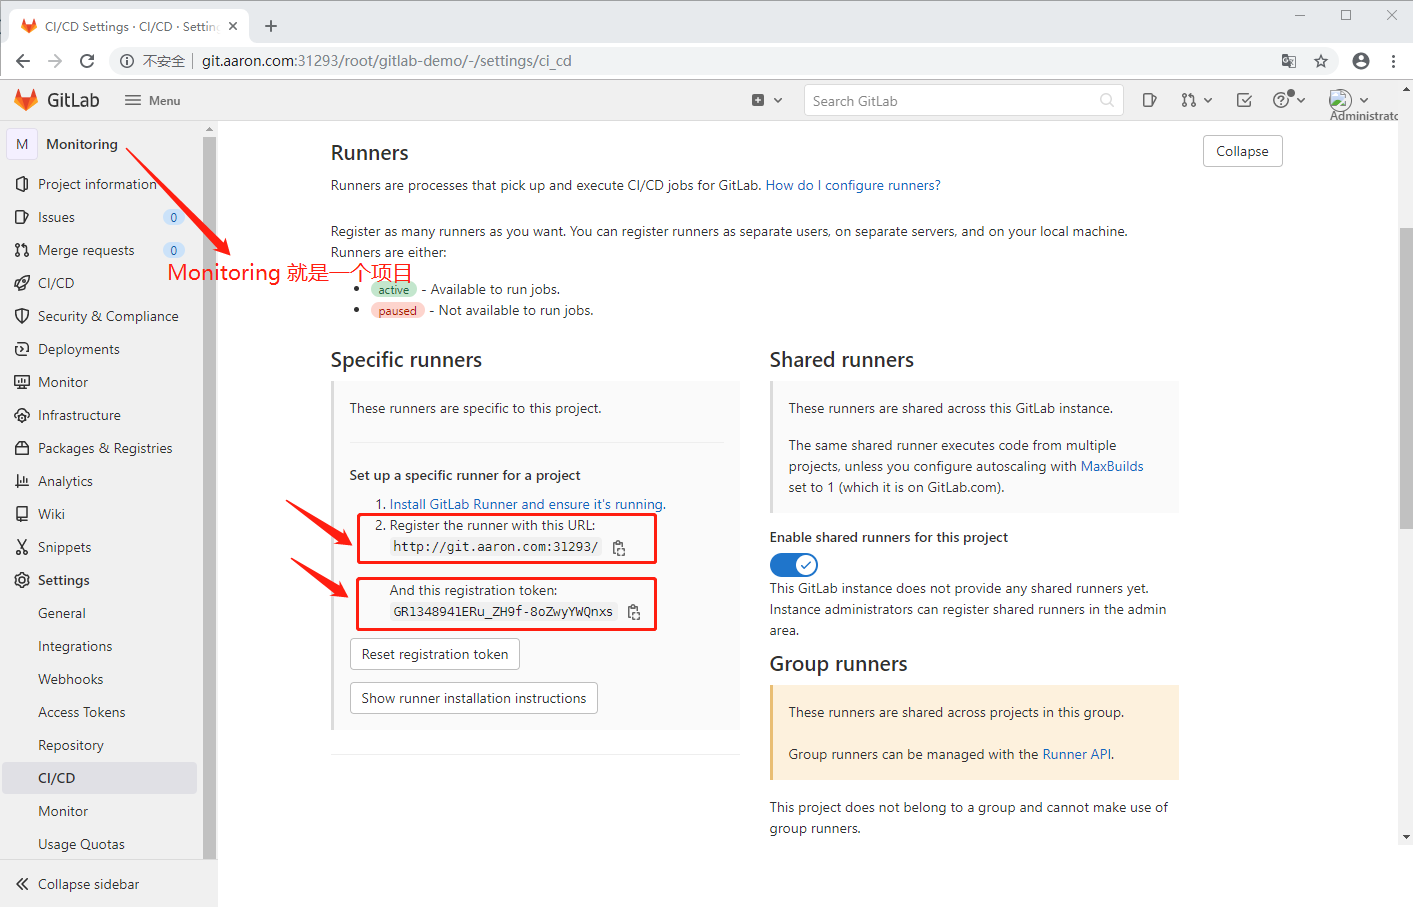 CI/CD Settings · CI/CD · Settin
不安全
git.aaron.com:31293/root/gitlab-demo/-/settings/ci_cd
GitLab
Menu
Search GitLab
Administrato
M
Monitoring
Project information
Issues
0
Merge requests
0
CI/CD
Security & Compliance
Deployments
Monitor
Infrastructure
Packages & Registries
Analytics
Wiki
Snippets
Settings
General
Integrations
Webhooks
Access Tokens
Repository
CI/CD
Monitor
Usage Quotas
Collapse sidebar
Runners
Collapse
Runners are processes that pick up and execute CI/CD jobs for GitLab. How do I configure runners?
Register as many runners as you want. You can register runners as separate users, on separate servers, and on your local machine.
Runners are either:
Monitoring 就是一个项目
active - Available to run jobs.
paused - Not available to run jobs.
Specific runners
These runners are specific to this project.
Set up a specific runner for a project
1. Install GitLab Runner and ensure it's running.
2. Register the runner with this URL:
http://git.aaron.com:31293/
And this registration token:
GR1348941ERu_ZH9f-8oZwyYWQnxs
Reset registration token
Show runner installation instructions
Shared runners
These runners are shared across this GitLab instance.
The same shared runner executes code from multiple
projects, unless you configure autoscaling with MaxBuilds
set to 1 (which it is on GitLab.com).
Enable shared runners for this project
This GitLab instance does not provide any shared runners yet.
Instance administrators can register shared runners in the admin
area.
Group runners
These runners are shared across projects in this group.
Group runners can be managed with the Runner API.
This project does not belong to a group and cannot make use of
group runners.